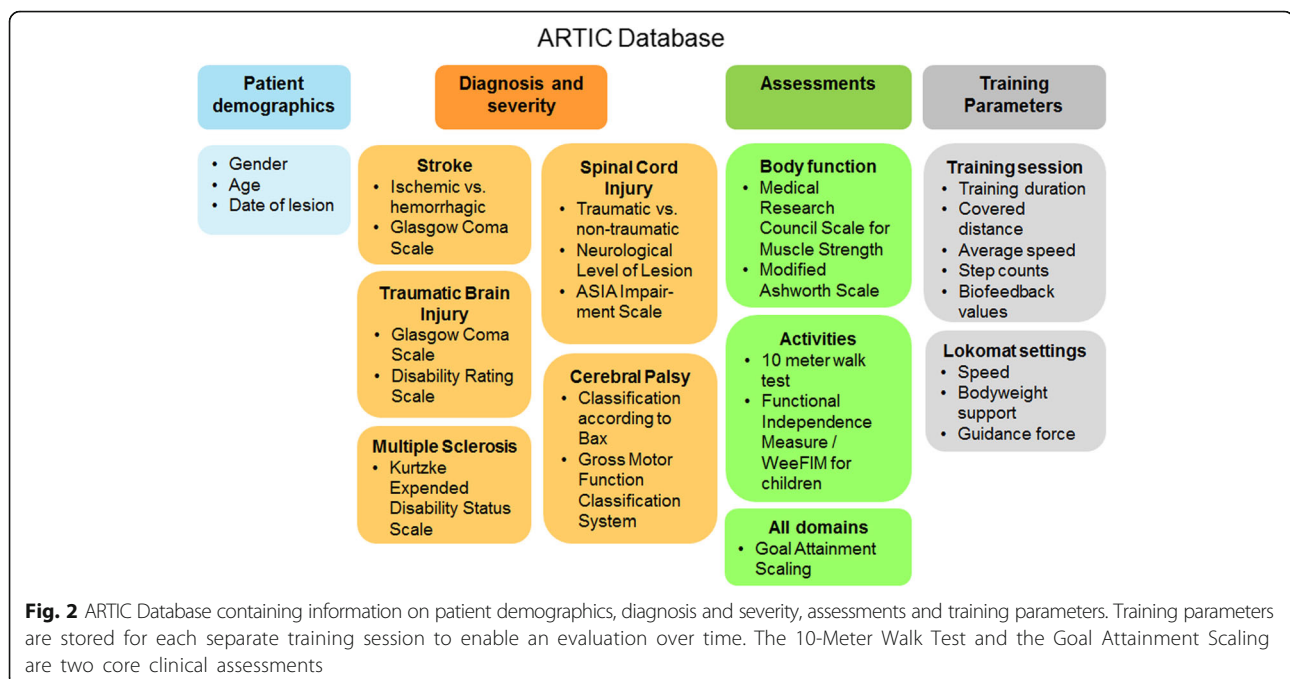 ARTIC Database
Patient
demographics
• Gender
• Age
• Date of lesion
Diagnosis and
severity
Stroke
• Ischemic vs.
hemorrhagic
• Glasgow Coma
Scale
Traumatic Brain
Injury
• Glasgow Coma
Scale
• Disability Rating
Scale
Multiple Sclerosis
• Kurtzke
Expended
Disability Status
Scale
Spinal Cord
Injury
• Traumatic vs.
non-traumatic
• Neurological
Level of Lesion
• ASIA Impair-
ment Scale
Cerebral Palsy
• Classification
according to
Bax
• Gross Motor
Function
Classification
System
Assessments
Body function
• Medical
Research
Council Scale for
Muscle Strength
• Modified
Ashworth Scale
Activities
• 10 meter walk
test
• Functional
Independence
Measure /
WeeFIM for
children
All domains
• Goal Attainment
Scaling
Training
Parameters
Training session
• Training duration
• Covered
distance
• Average speed
• Step counts
• Biofeedback
values
Lokomat settings
• Speed
• Bodyweight
support
• Guidance force
Fig. 2 ARTIC Database containing information on patient demographics, diagnosis and severity, assessments and training parameters. Training parameters
are stored for each separate training session to enable an evaluation over time. The 10-Meter Walk Test and the Goal Attainment Scaling
are two core clinical assessments